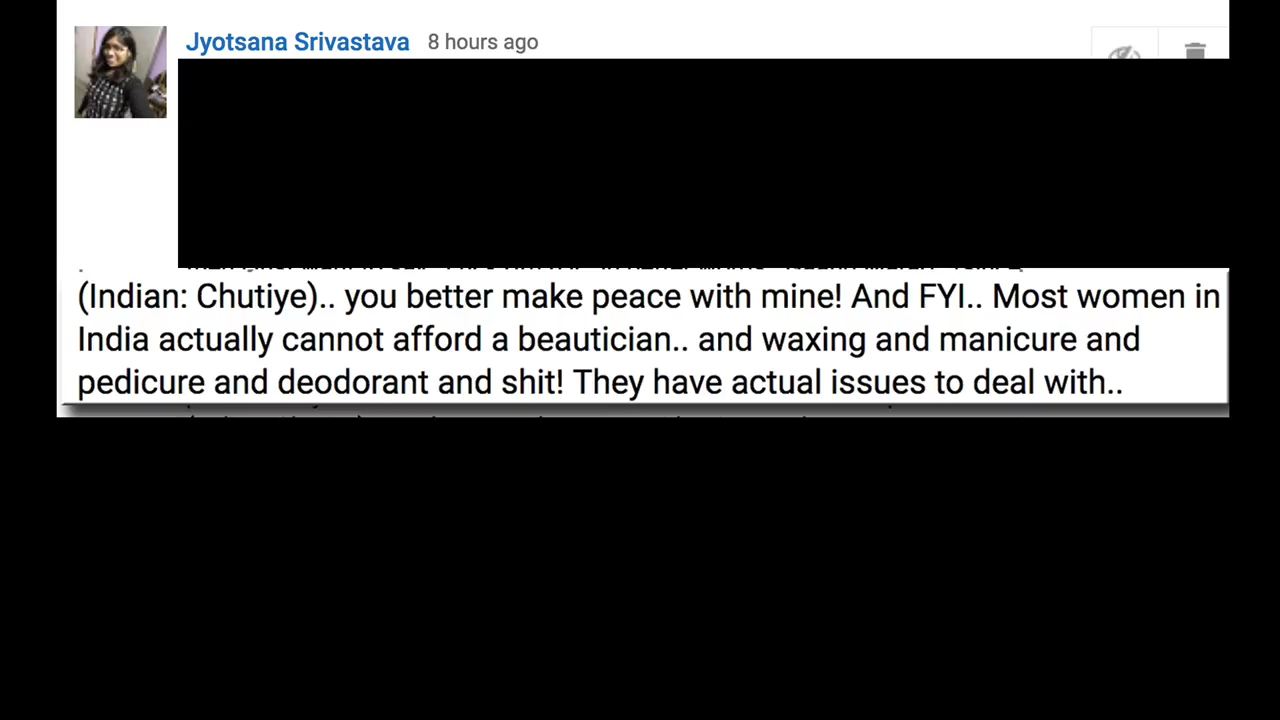 Jyotsana Srivastava 8 hours ago
(Indian: Chutiye).. you better make peace with mine! And FYI.. Most women in
India actually cannot afford a beautician.. and waxing and manicure and
pedicure and deodorant and shit! They have actual issues to deal with..